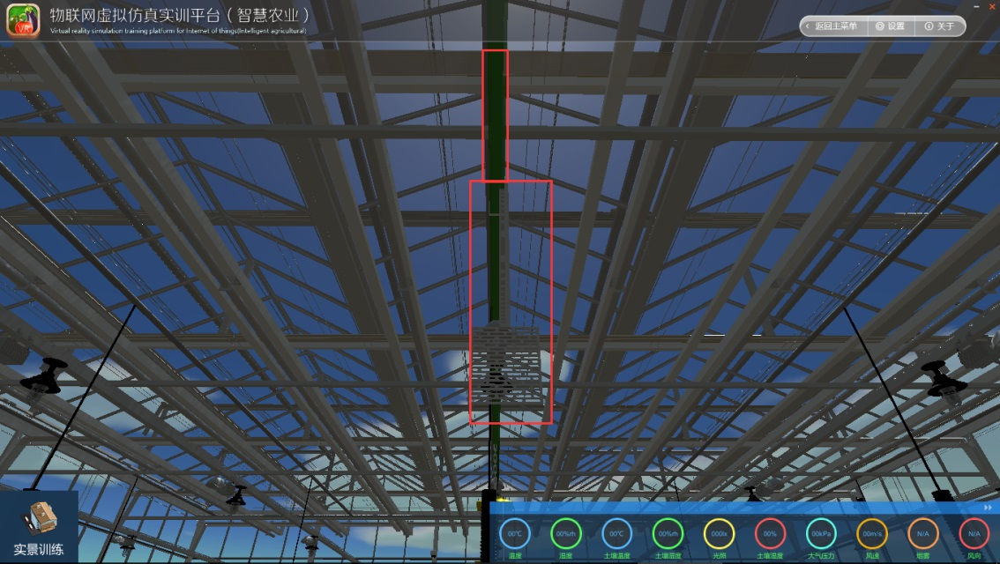 物联网虚拟仿真实训平台（智慧农业）
Virtual reality simulation training platform for Internet of things(Intelligent agricultural)
VR
返回主菜单 设置 关于
实景训练
00℃ 00%rh 00℃ 00%rh 000lx 00% 00kPa 00m/s N/A N/A
温度 湿度 土壤温度 土壤湿度 光照 土壤湿度 大气压力 风速 烟雾 风向